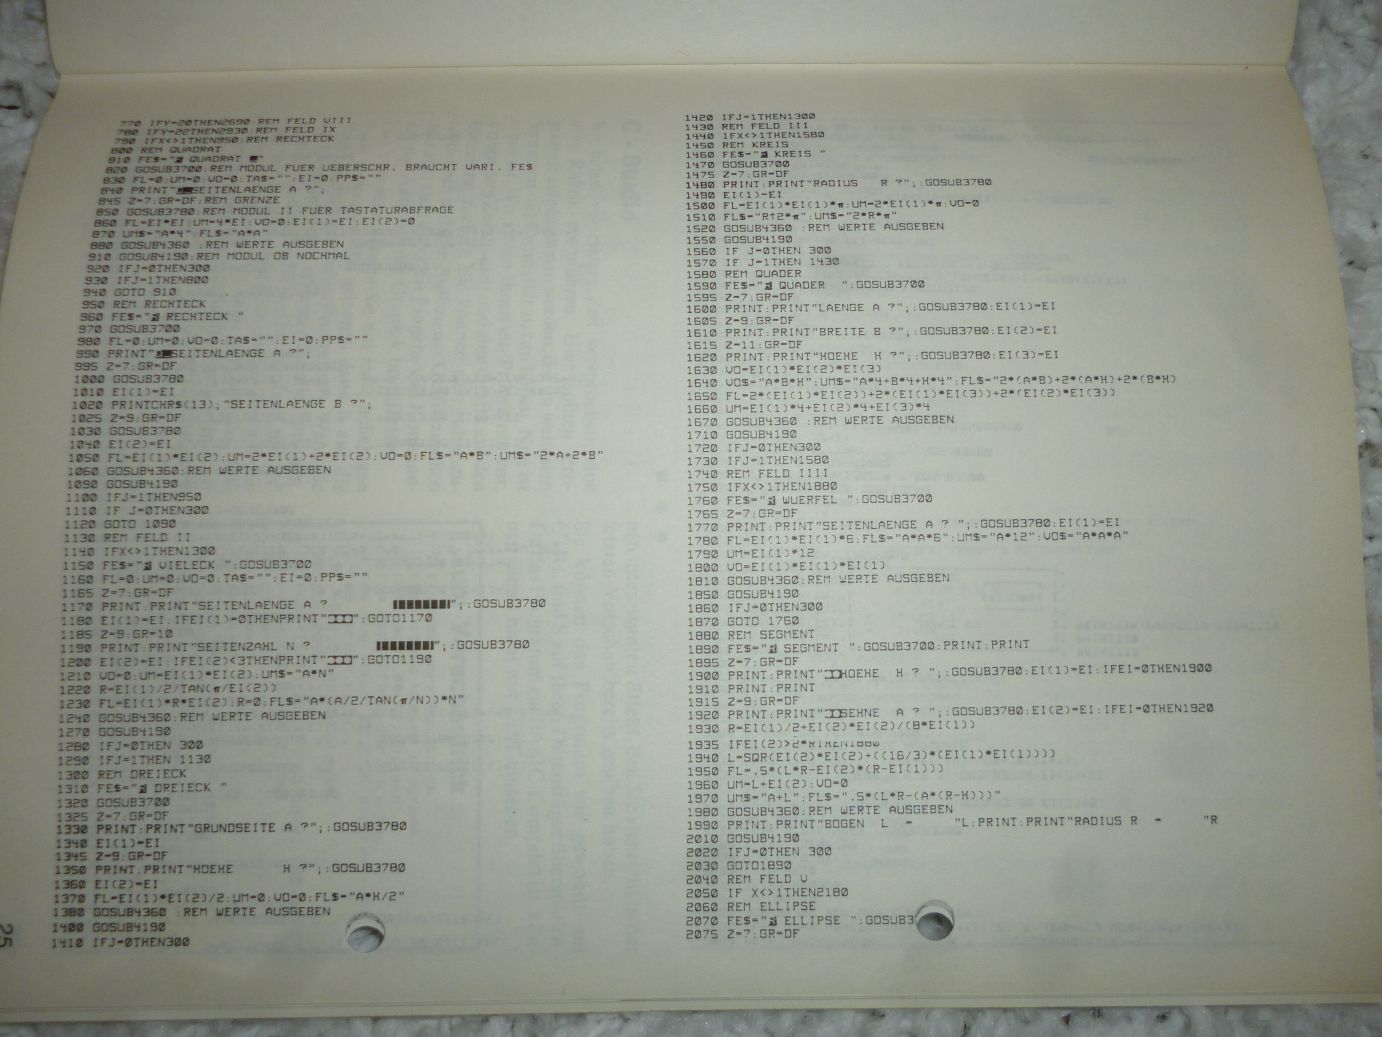 770 IFY=20THEN2690:REM FELD VIII
780 IFY=22THEN2930:REM FELD IX
790 IFX<>1THEN950:REM RECHTECK
800 REM QUADRAT
810 FE$=" QUADRAT "
820 GOSUB3700:REM MODUL FUER UEBERSCHR. BRAUCHT VARI. FE$
830 FL=0:UM=0:VO=0:TA$="":EI=0:PP$=""
840 PRINT"SEITENLAENGE A ?";
845 Z=7:GR=DF:REM GRENZE
850 GOSUB3780:REM MODUL II FUER TASTATURABFRAGE
860 FL=EI*EI:UM=4*EI:VO=0:EI(1)=EI:EI(2)=0
870 UM$="A*4":FL$="A*A"
880 GOSUB4360 :REM WERTE AUSGEBEN
910 GOSUB4190:REM MODUL OB NOCHMAL
920 IFJ=0THEN300
930 IFJ=1THEN800
940 GOTO 910
950 REM RECHTECK
960 FE$=" RECHTECK "
970 GOSUB3700
980 FL=0:UM=0:VO=0:TA$="":EI=0:PP$=""
990 PRINT"SEITENLAENGE A ?";
995 Z=7:GR=DF
1000 GOSUB3780
1010 EI(1)=EI
1020 PRINTCHR$(13);"SEITENLAENGE B ?";
1025 Z=9:GR=DF
1030 GOSUB3780
1040 EI(2)=EI
1050 FL=EI(1)*EI(2):UM=2*EI(1)+2*EI(2):VO=0:FL$="A*B":UM$="2*A+2*B"
1060 GOSUB4360:REM WERTE AUSGEBEN
1090 GOSUB4190
1100 IFJ=1THEN950
1110 IF J=0THEN300
1120 GOTO 1090
1130 REM FELD II
1140 IFX<>1THEN1300
1150 FE$=" VIELECK ":GOSUB3700
1160 FL=0:UM=0:VO=0:TA$="":EI=0:PP$=""
1165 Z=7:GR=DF
1170 PRINT:PRINT"SEITENLAENGE A ? ";:GOSUB3780
1180 EI(1)=EI:IFEI(1)=0THENPRINT"":GOTO1170
1185 Z=9:GR=10
1190 PRINT:PRINT"SEITENZAHL N ? ";:GOSUB3780
1200 EI(2)=EI:IFEI(2)<3THENPRINT"":GOTO1190
1210 VO=0:UM=EI(1)*EI(2):UM$="A*N"
1220 R=EI(1)/2/TAN(π/EI(2))
1230 FL=EI(1)*R*EI(2):R=0:FL$="A*(A/2/TAN(π/N))*N"
1240 GOSUB4360:REM WERTE AUSGEBEN
1270 GOSUB4190
1280 IFJ=0THEN 300
1290 IFJ=1THEN 1130
1300 REM DREIECK
1310 FE$=" DREIECK "
1320 GOSUB3700
1325 Z=7:GR=DF
1330 PRINT:PRINT"GRUNDSEITE A ?";:GOSUB3780
1340 EI(1)=EI
1345 Z=9:GR=DF
1350 PRINT:PRINT"HOEHE H ?";:GOSUB3780
1360 EI(2)=EI
1370 FL=EI(1)*EI(2)/2:UM=0:VO=0:FL$="A*H/2"
1380 GOSUB4360 :REM WERTE AUSGEBEN
1400 GOSUB4190
1410 IFJ=0THEN300
25
1420 IFJ=1THEN1300
1430 REM FELD III
1440 IFX<>1THEN1580
1450 REM KREIS
1460 FE$=" KREIS "
1470 GOSUB3700
1475 Z=7:GR=DF
1480 PRINT:PRINT"RADIUS R ?";:GOSUB3780
1490 EI(1)=EI
1500 FL=EI(1)*EI(1)*π:UM=2*EI(1)*π:VO=0
1510 FL$="R↑2*π":UM$="2*R*π"
1520 GOSUB4360 :REM WERTE AUSGEBEN
1550 GOSUB4190
1560 IF J=0THEN 300
1570 IF J=1THEN 1430
1580 REM QUADER
1590 FE$=" QUADER ":GOSUB3700
1595 Z=7:GR=DF
1600 PRINT:PRINT"LAENGE A ?";:GOSUB3780:EI(1)=EI
1605 Z=9:GR=DF
1610 PRINT:PRINT"BREITE B ?";:GOSUB3780:EI(2)=EI
1615 Z=11:GR=DF
1620 PRINT:PRINT"HOEHE H ?";:GOSUB3780:EI(3)=EI
1630 VO=EI(1)*EI(2)*EI(3)
1640 VO$="A*B*H":UM$="A*4+B*4+H*4":FL$="2*(A*B)+2*(A*H)+2*(B*H)
1650 FL=2*(EI(1)*EI(2))+2*(EI(1)*EI(3))+2*(EI(2)*EI(3))
1660 UM=EI(1)*4+EI(2)*4+EI(3)*4
1670 GOSUB4360 :REM WERTE AUSGEBEN
1710 GOSUB4190
1720 IFJ=0THEN300
1730 IFJ=1THEN1580
1740 REM FELD IIII
1750 IFX<>1THEN1880
1760 FE$=" WUERFEL ":GOSUB3700
1765 Z=7:GR=DF
1770 PRINT:PRINT"SEITENLAENGE A ? ";:GOSUB3780:EI(1)=EI
1780 FL=EI(1)*EI(1)*6:FL$="A*A*6":UM$="A*12":VO$="A*A*A"
1790 UM=EI(1)*12
1800 VO=EI(1)*EI(1)*EI(1)
1810 GOSUB4360:REM WERTE AUSGEBEN
1850 GOSUB4190
1860 IFJ=0THEN300
1870 GOTO 1750
1880 REM SEGMENT
1890 FE$=" SEGMENT ":GOSUB3700:PRINT:PRINT
1895 Z=7:GR=DF
1900 PRINT:PRINT"HOEHE H ? ";:GOSUB3780:EI(1)=EI:IFEI=0THEN1900
1910 PRINT:PRINT
1915 Z=9:GR=DF
1920 PRINT:PRINT"SEHNE A ? ";:GOSUB3780:EI(2)=EI:IFEI=0THEN1920
1930 R=EI(1)/2+EI(2)*EI(2)/(8*EI(1))
1935 IFEI(2)>2*RTHEN1880
1940 L=SQR(EI(2)*EI(2)+((16/3)*(EI(1)*EI(1))))
1950 FL=.5*(L*R-EI(2)*(R-EI(1)))
1960 UM=L+EI(2):VO=0
1970 UM$="A+L":FL$=".5*(L*R-(A*(R-H)))"
1980 GOSUB4360:REM WERTE AUSGEBEN
1990 PRINT:PRINT"BOGEN L = "L:PRINT:PRINT"RADIUS R = "R
2010 GOSUB4190
2020 IFJ=0THEN 300
2030 GOTO1890
2040 REM FELD V
2050 IF X<>1THEN2180
2060 REM ELLIPSE
2070 FE$=" ELLIPSE ":GOSUB3
2075 Z=7:GR=DF